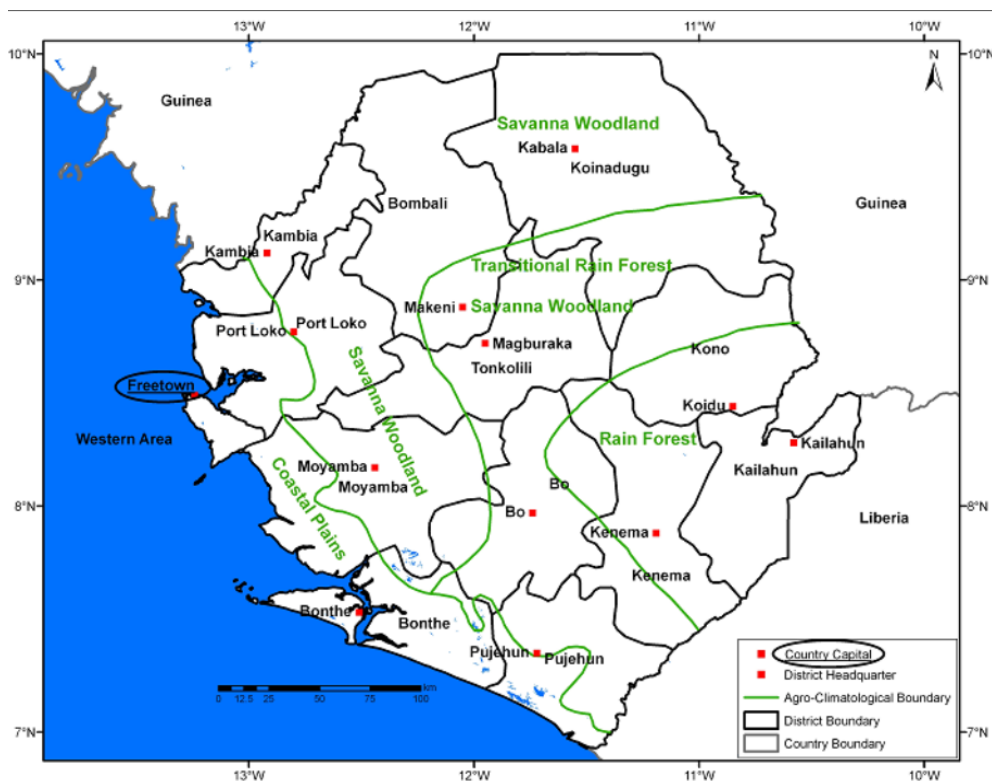 13°W 12°W 11°W 10°W
10°N 10°N
N
Guinea
Savanna Woodland
Kabala
Koinadugu
Bombali
Guinea
Kambia
Kambia
Transitional Rain Forest
9°N 9°N
Makeni
Savanna Woodland
Port Loko
Port Loko
Magburaka
Kono
Tonkolili
Savanna Woodland
Freetown
Koidu
Western Area
Rain Forest
Kailahun
Kailahun
Moyamba
Moyamba
Coastal Plains
Bo
8°N 8°N
Bo
Liberia
Kenema
Kenema
Bonthe
Bonthe
Pujehun
Pujehun
km
0 12.5 25 50 75 100
Country Capital
District Headquarter
Agro-Climatological Boundary
District Boundary
Country Boundary
7°N 7°N
13°W 12°W 11°W 10°W